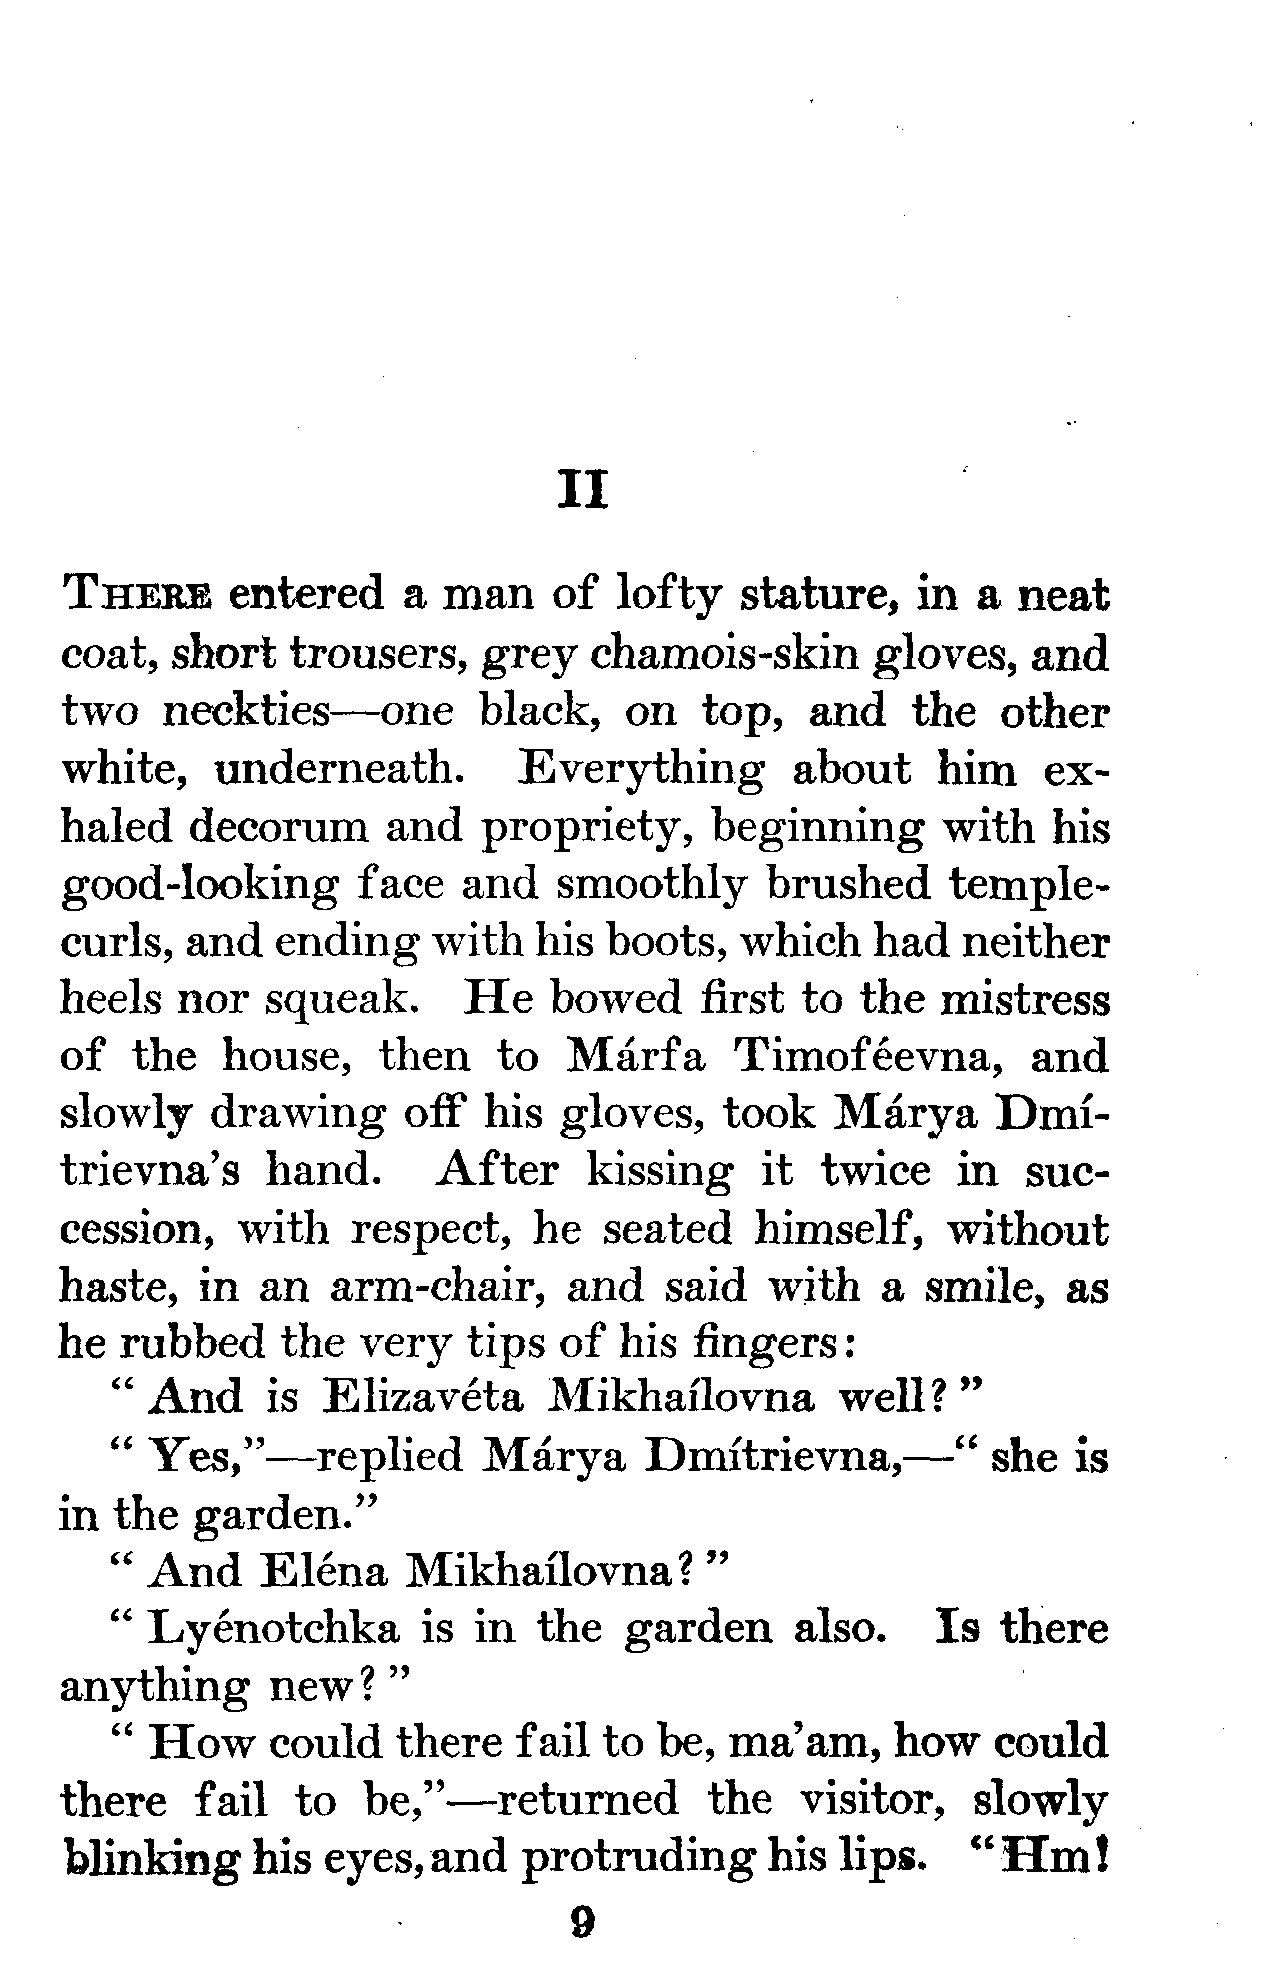 II
THERE entered a man of lofty stature, in a neat
coat, short trousers, grey chamois-skin gloves, and
two neckties—one black, on top, and the other
white, underneath. Everything about him ex-
haled decorum and propriety, beginning with his
good-looking face and smoothly brushed temple-
curls, and ending with his boots, which had neither
heels nor squeak. He bowed first to the mistress
of the house, then to Márfa Timoféevna, and
slowly drawing off his gloves, took Márya Dmí-
trievna's hand. After kissing it twice in suc-
cession, with respect, he seated himself, without
haste, in an arm-chair, and said with a smile, as
he rubbed the very tips of his fingers:
“ And is Elizavéta Mikhaílovna well? ”
“ Yes,”—replied Márya Dmítrievna,—“ she is
in the garden.”
“ And Eléna Mikhaílovna? ”
“ Lyénotchka is in the garden also. Is there
anything new? ”
“ How could there fail to be, ma’am, how could
there fail to be,”—returned the visitor, slowly
blinking his eyes, and protruding his lips. “Hm!
9